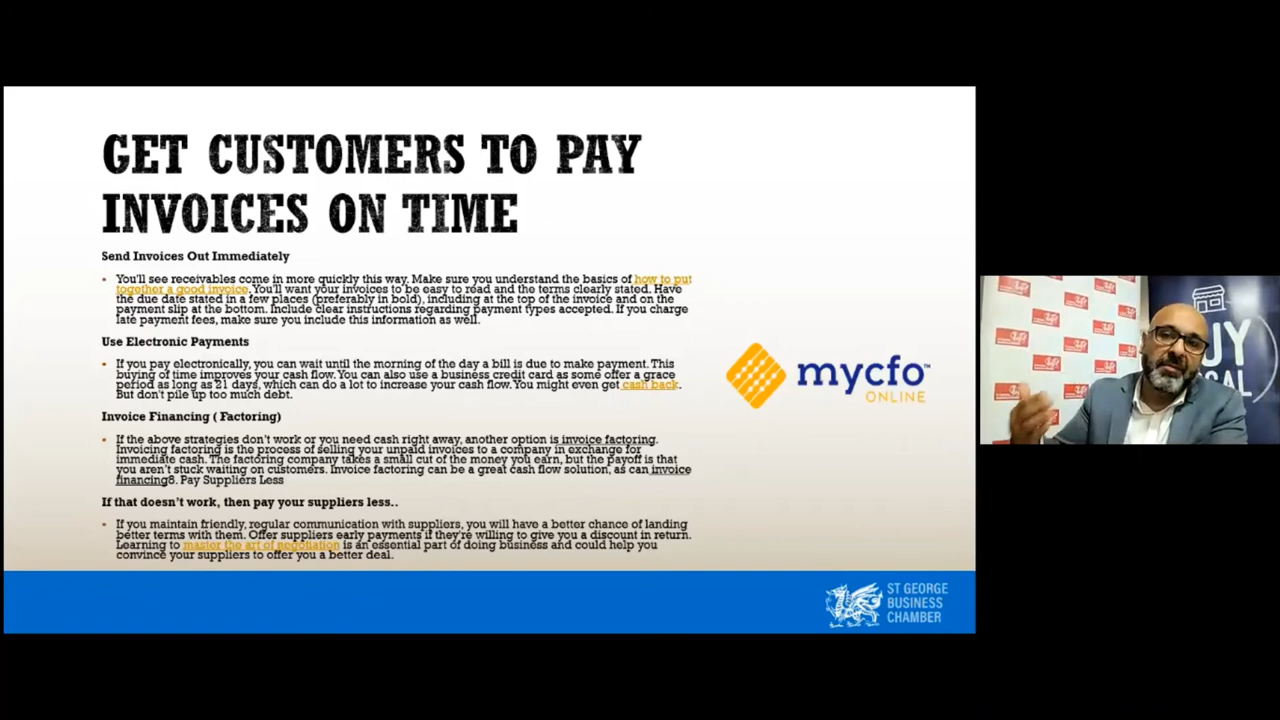 GET CUSTOMERS TO PAY
INVOICES ON TIME
Send Invoices Out Immediately
• You'll see receivables come in more quickly this way. Make sure you understand the basics of how to put
together a good invoice. You'll want your invoices to be easy to read and the terms clearly stated. Have
the due date stated in a few places (preferably in bold), including at the top of the invoice and on the
payment slip at the bottom. Include clear instructions regarding payment types accepted. If you charge
late payment fees, make sure you include this information as well.
Use Electronic Payments
• If you pay electronically, you can wait until the morning of the day a bill is due to make payment. This
buying of time improves your cash flow. You can also use a business credit card as some offer a grace
period as long as 21 days, which can do a lot to increase your cash flow. You might even get cash back.
But don't pile up too much debt.
Invoice Financing ( Factoring)
• If the above strategies don't work or you need cash right away, another option is invoice factoring.
Invoicing factoring is the process of selling your unpaid invoices to a company in exchange for
immediate cash. The factoring company takes a small cut of the money you earn, but the payoff is that
you aren't stuck waiting on customers. Invoice factoring can be a great cash flow solution, as can invoice
financing8. Pay Suppliers Less
If that doesn't work, then pay your suppliers less..
• If you maintain friendly, regular communication with suppliers, you will have a better chance of landing
better terms with them. Offer suppliers early payments if they're willing to give you a discount in return.
Learning to master the art of negotiation is an essential part of doing business and could help you
convince your suppliers to offer you a better deal.
mycfo™
ONLINE
ST GEORGE
BUSINESS
CHAMBER